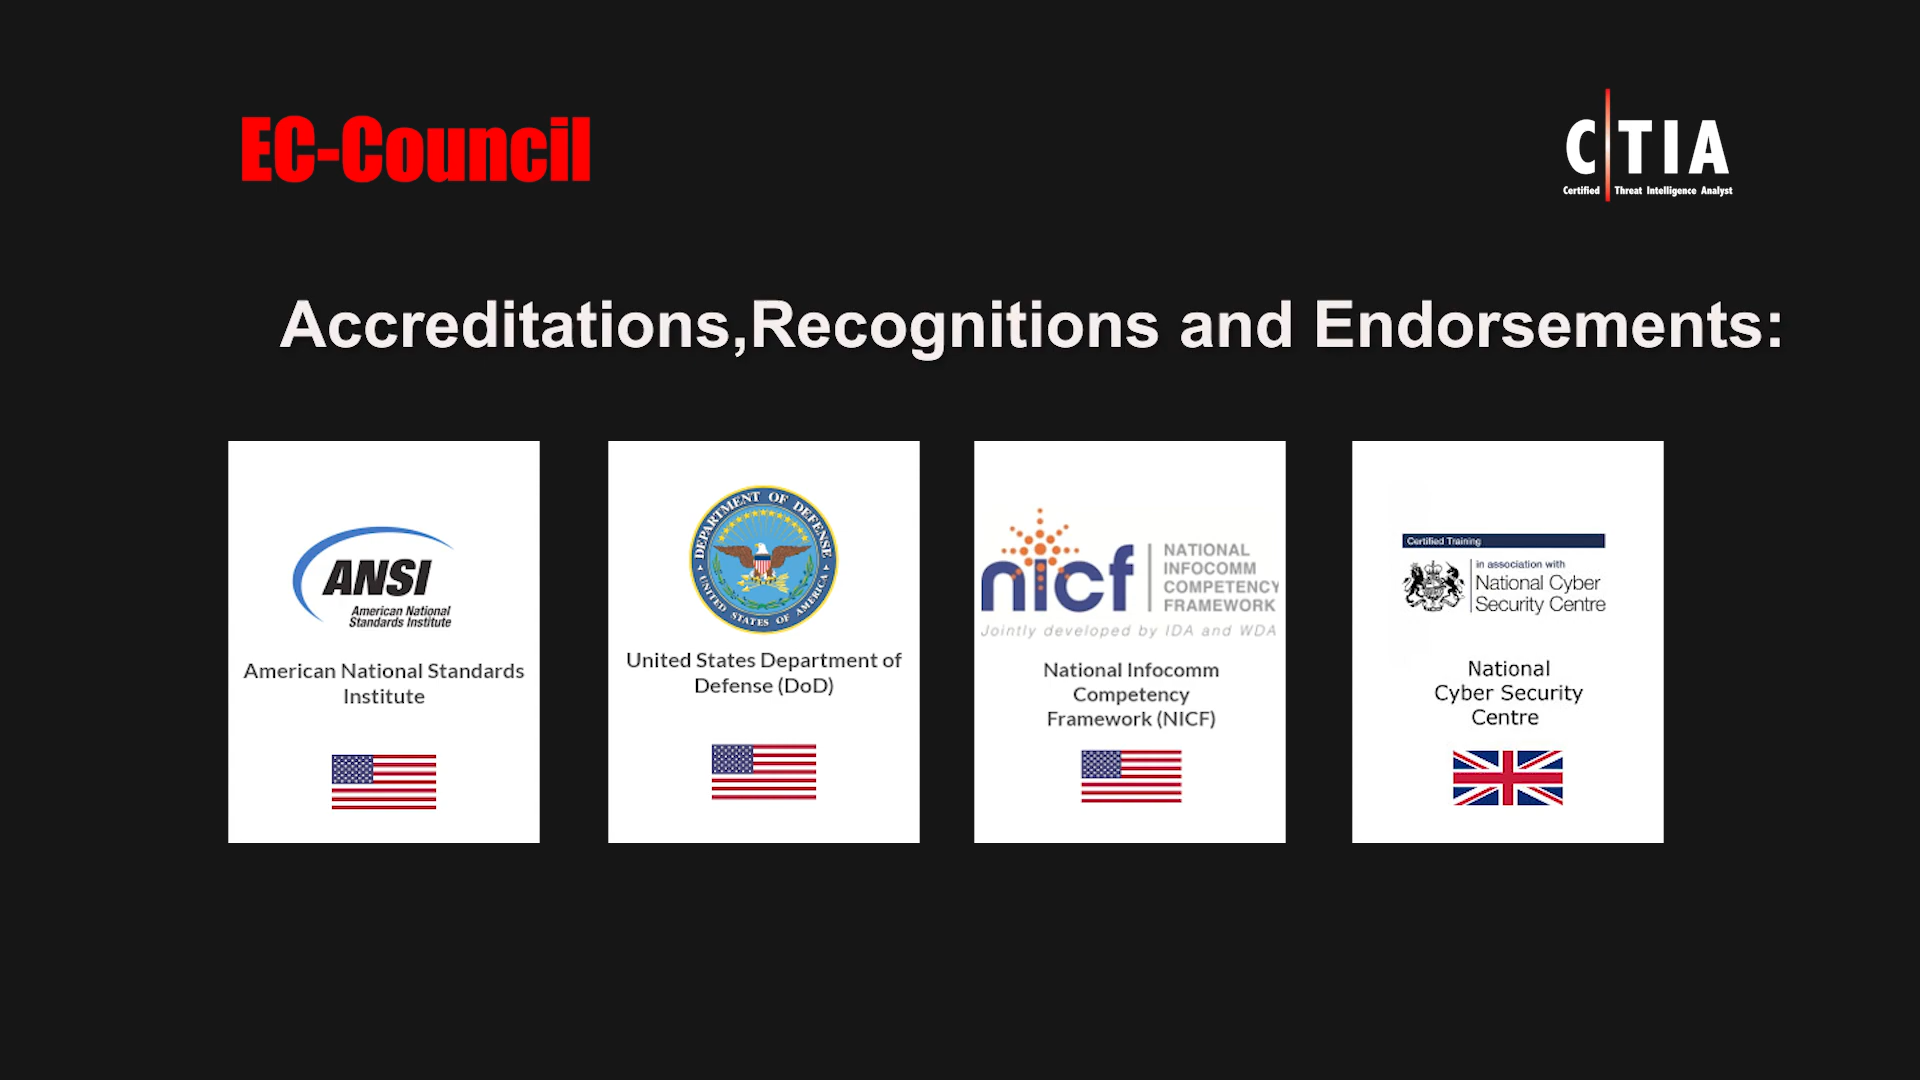 EC-Council
C|TIA
Certified Threat Intelligence Analyst
Accreditations,Recognitions and Endorsements:
ANSI
American National
Standards Institute
American National Standards
Institute
DEPARTMENT OF DEFENSE
UNITED STATES OF AMERICA
United States Department of
Defense (DoD)
nicf
NATIONAL
INFOCOMM
COMPETENCY
FRAMEWORK
Jointly developed by IDA and WDA
National Infocomm
Competency
Framework (NICF)
Certified Training
in association with
National Cyber
Security Centre
National
Cyber Security
Centre